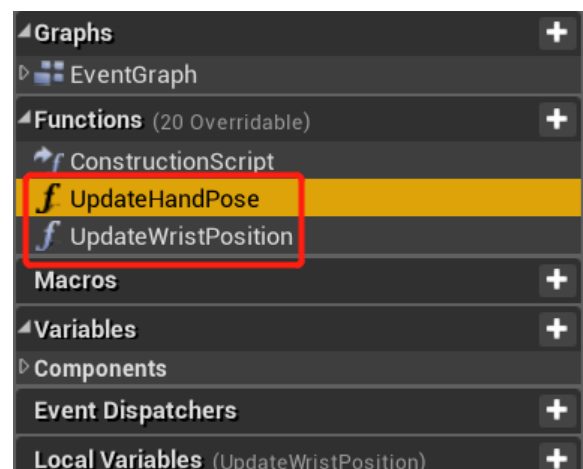 Graphs
EventGraph
Functions (20 Overridable)
ConstructionScript
UpdateHandPose
UpdateWristPosition
Macros
Variables
Components
Event Dispatchers
Local Variables (UpdateWristPosition)